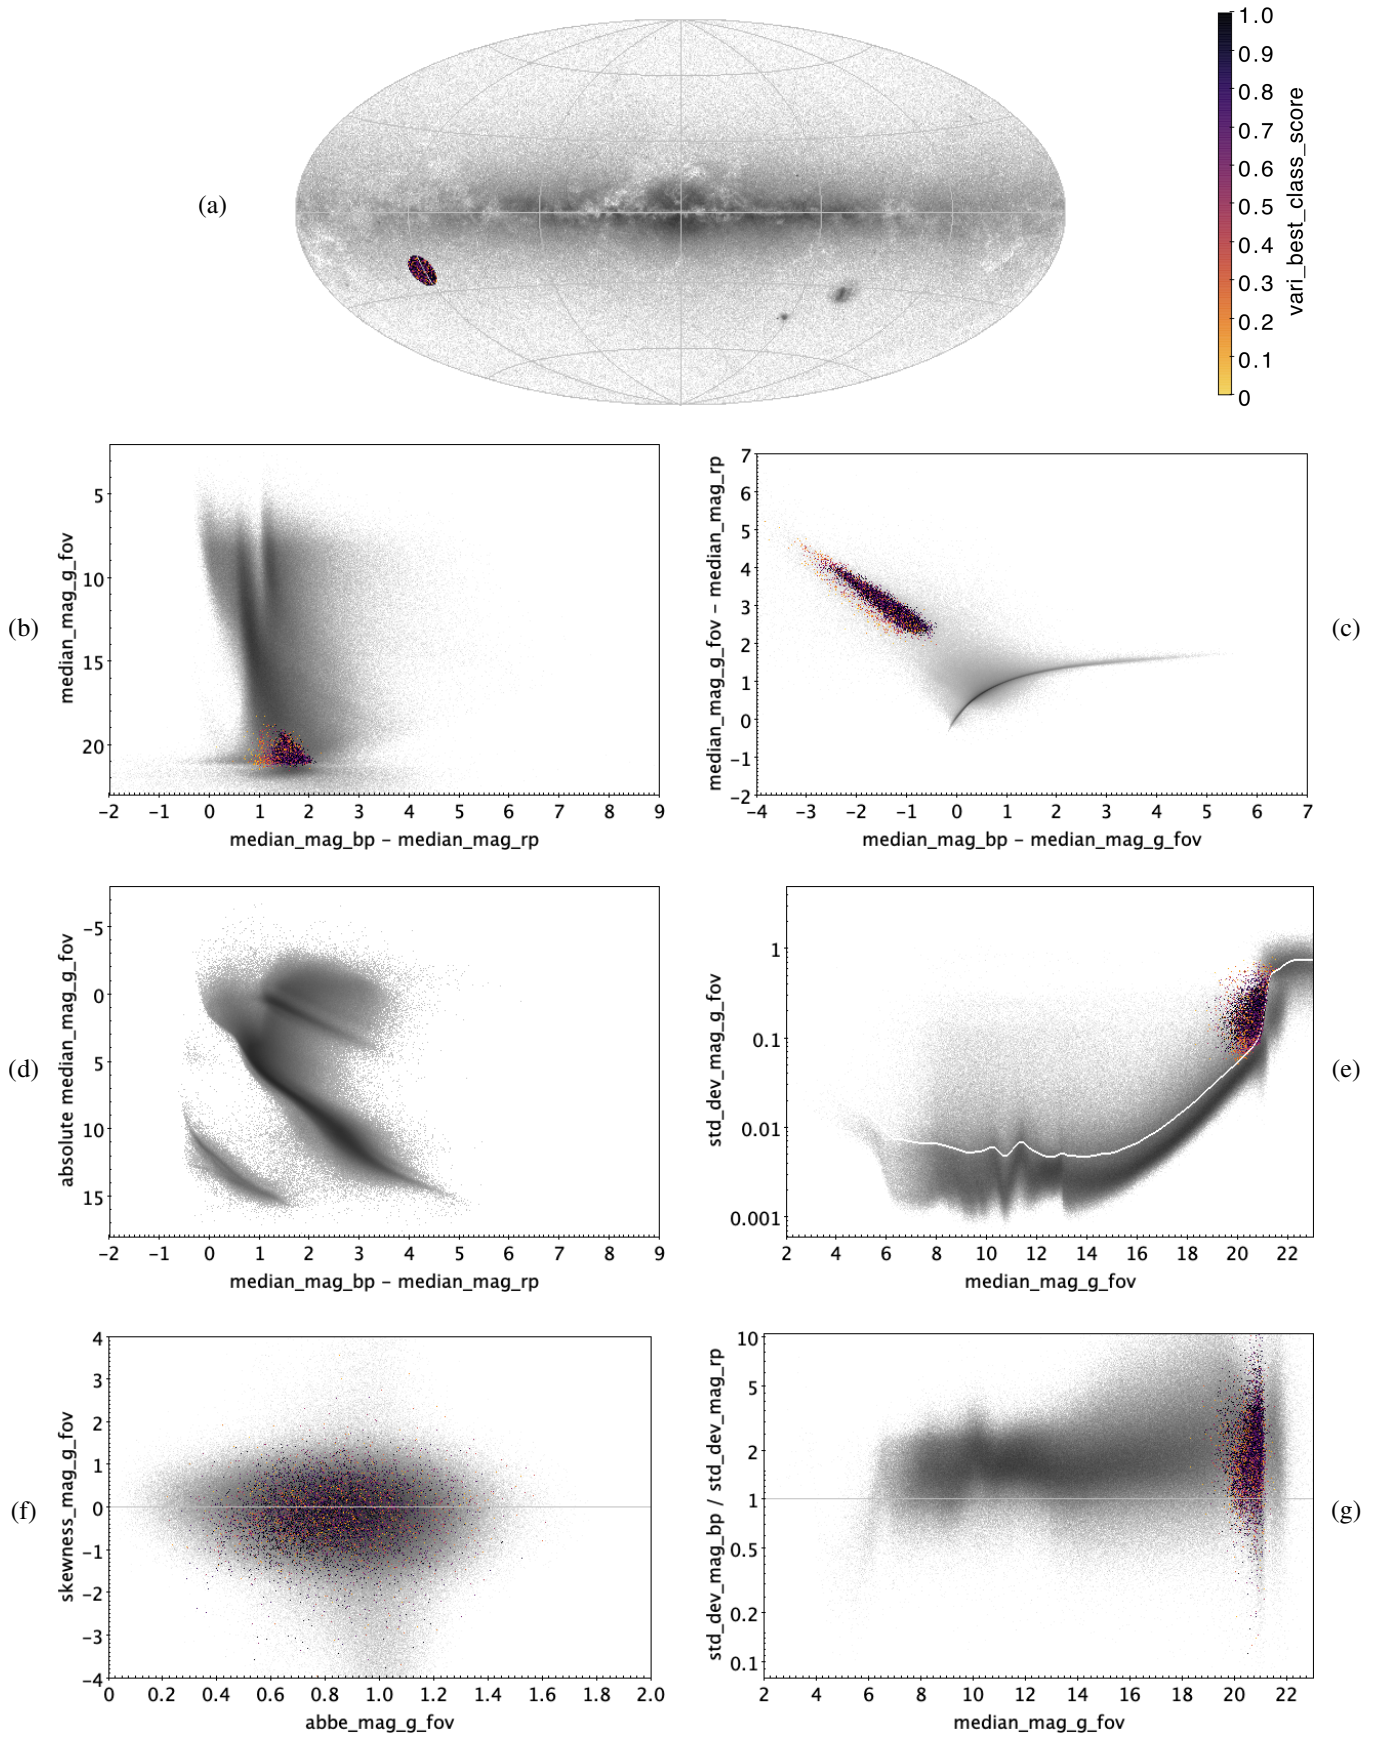 (a)
1.0
0.9
0.8
0.7
0.6
0.5
0.4
0.3
0.2
0.1
0
vari_best_class_score
(b)
median_mag_g_fov
5
10
15
20
−2 −1 0 1 2 3 4 5 6 7 8 9
median_mag_bp − median_mag_rp
(c)
median_mag_g_fov − median_mag_rp
7
6
5
4
3
2
1
0
−1
−2
−4 −3 −2 −1 0 1 2 3 4 5 6 7
median_mag_bp − median_mag_g_fov
(d)
absolute median_mag_g_fov
−5
0
5
10
15
−2 −1 0 1 2 3 4 5 6 7 8 9
median_mag_bp − median_mag_rp
(e)
std_dev_mag_g_fov
1
0.1
0.01
0.001
2 4 6 8 10 12 14 16 18 20 22
median_mag_g_fov
(f)
skewness_mag_g_fov
4
3
2
1
0
−1
−2
−3
−4
0 0.2 0.4 0.6 0.8 1.0 1.2 1.4 1.6 1.8 2.0
abbe_mag_g_fov
(g)
std_dev_mag_bp / std_dev_mag_rp
10
5
2
1
0.5
0.2
0.1
2 4 6 8 10 12 14 16 18 20 22
median_mag_g_fov